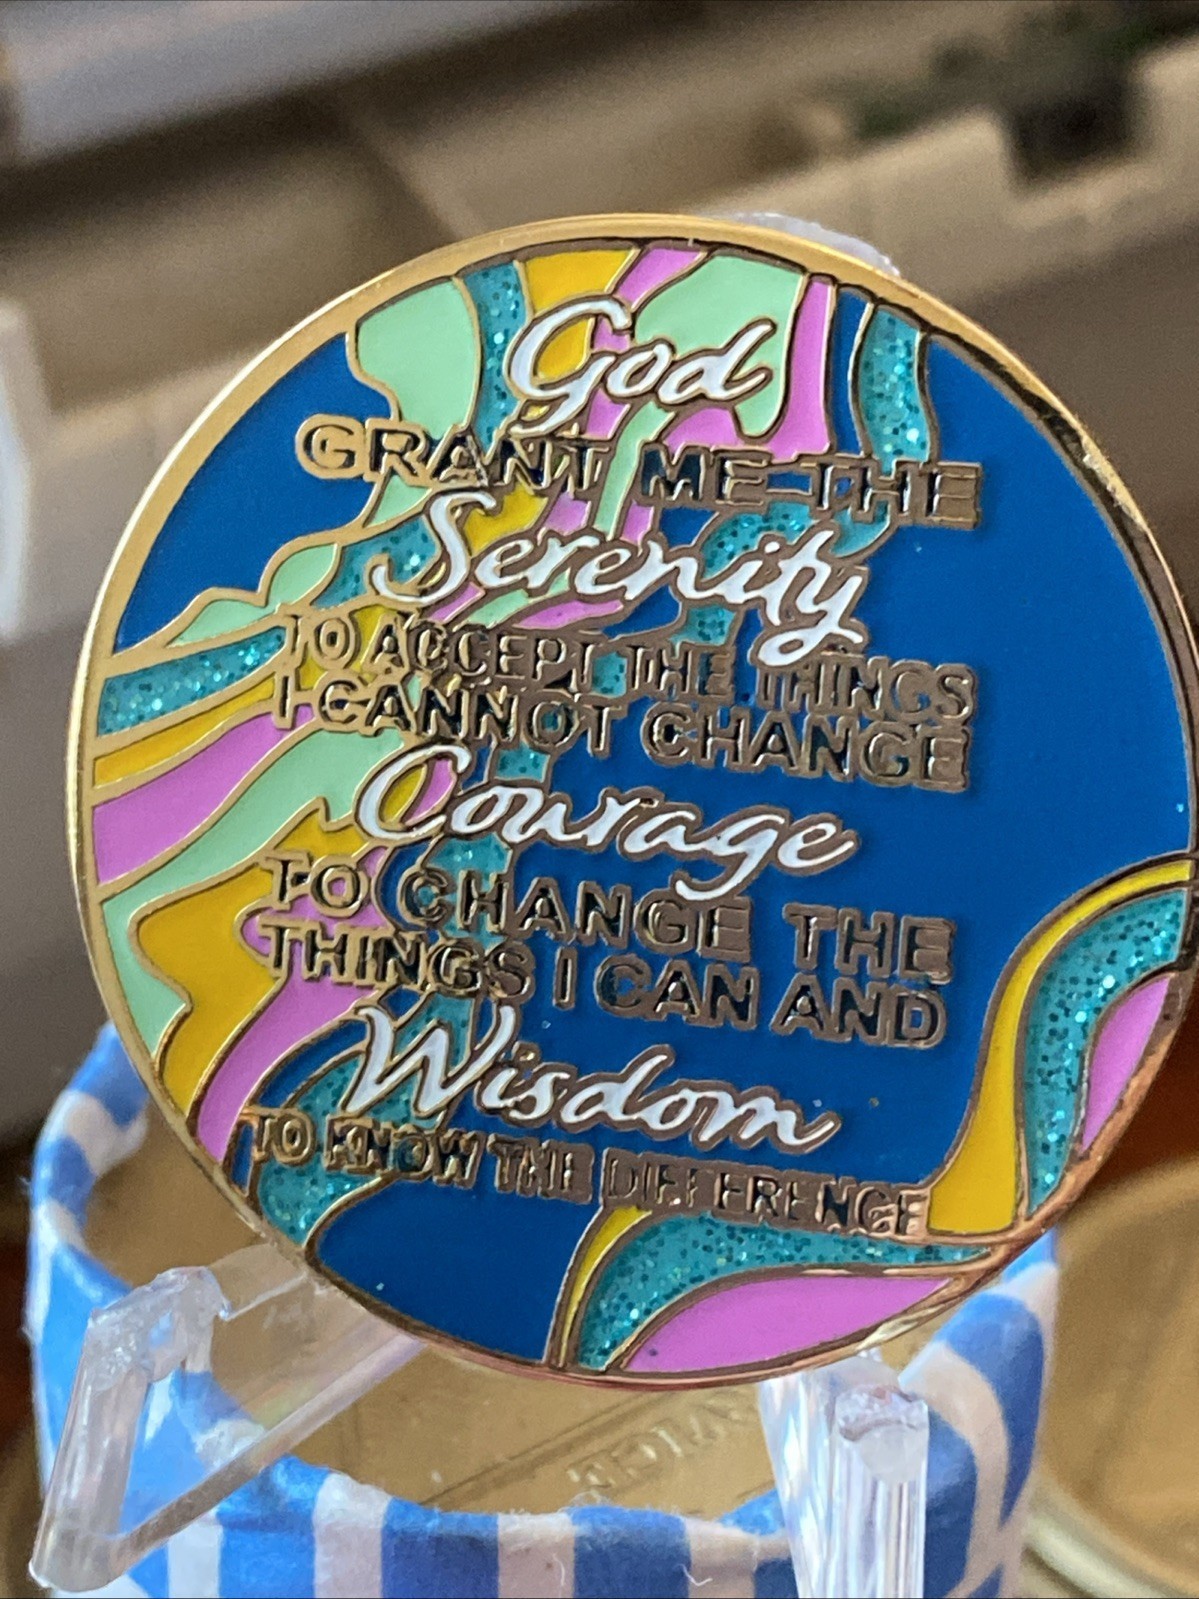 God
GRANT ME THE
Serenity
TO ACCEPT THE THINGS
I CANNOT CHANGE
Courage
TO CHANGE THE
THINGS I CAN AND
Wisdom
TO KNOW THE DIFFERENCE